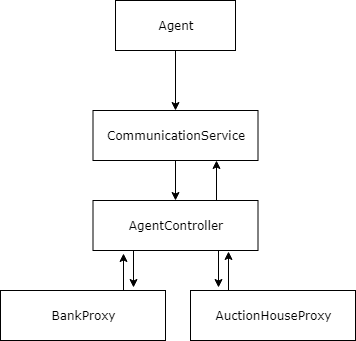 Agent
CommunicationService
AgentController
BankProxy
AuctionHouseProxy